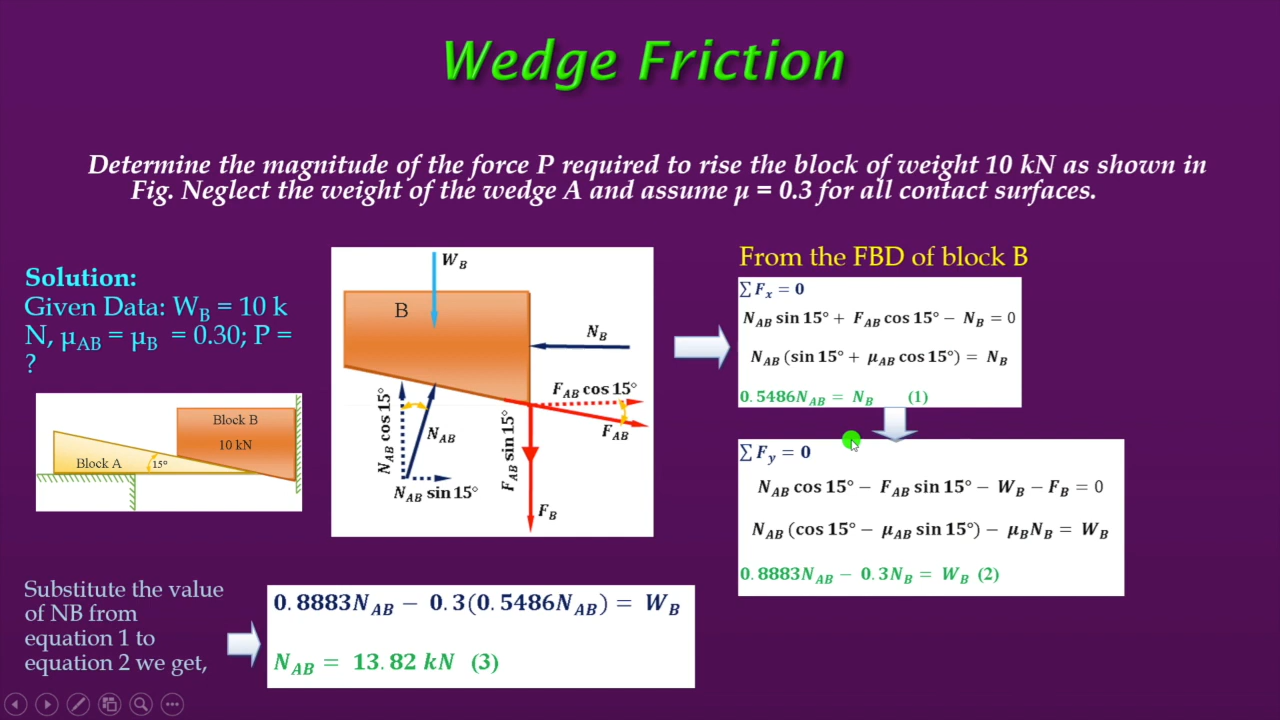 Wedge Friction
Determine the magnitude of the force P required to rise the block of weight 10 kN as shown in
Fig. Neglect the weight of the wedge A and assume μ = 0.3 for all contact surfaces.
Solution:
Given Data: W_B = 10 k
N, μ_AB = μ_B = 0.30; P =
?
Block B
10 kN
Block A
15°
W_B
B
N_B
F_AB cos 15°
F_AB
N_AB cos 15°
N_AB
F_AB sin 15°
N_AB sin 15°
F_B
From the FBD of block B
∑ F_x = 0
N_AB sin 15° + F_AB cos 15° − N_B = 0
N_AB (sin 15° + μ_AB cos 15°) = N_B
0.5486N_AB = N_B (1)
∑ F_y = 0
N_AB cos 15° − F_AB sin 15° − W_B − F_B = 0
N_AB (cos 15° − μ_AB sin 15°) − μ_B N_B = W_B
0.8883N_AB − 0.3N_B = W_B (2)
Substitute the value
of NB from
equation 1 to
equation 2 we get,
0.8883N_AB − 0.3(0.5486N_AB) = W_B
N_AB = 13.82 kN (3)